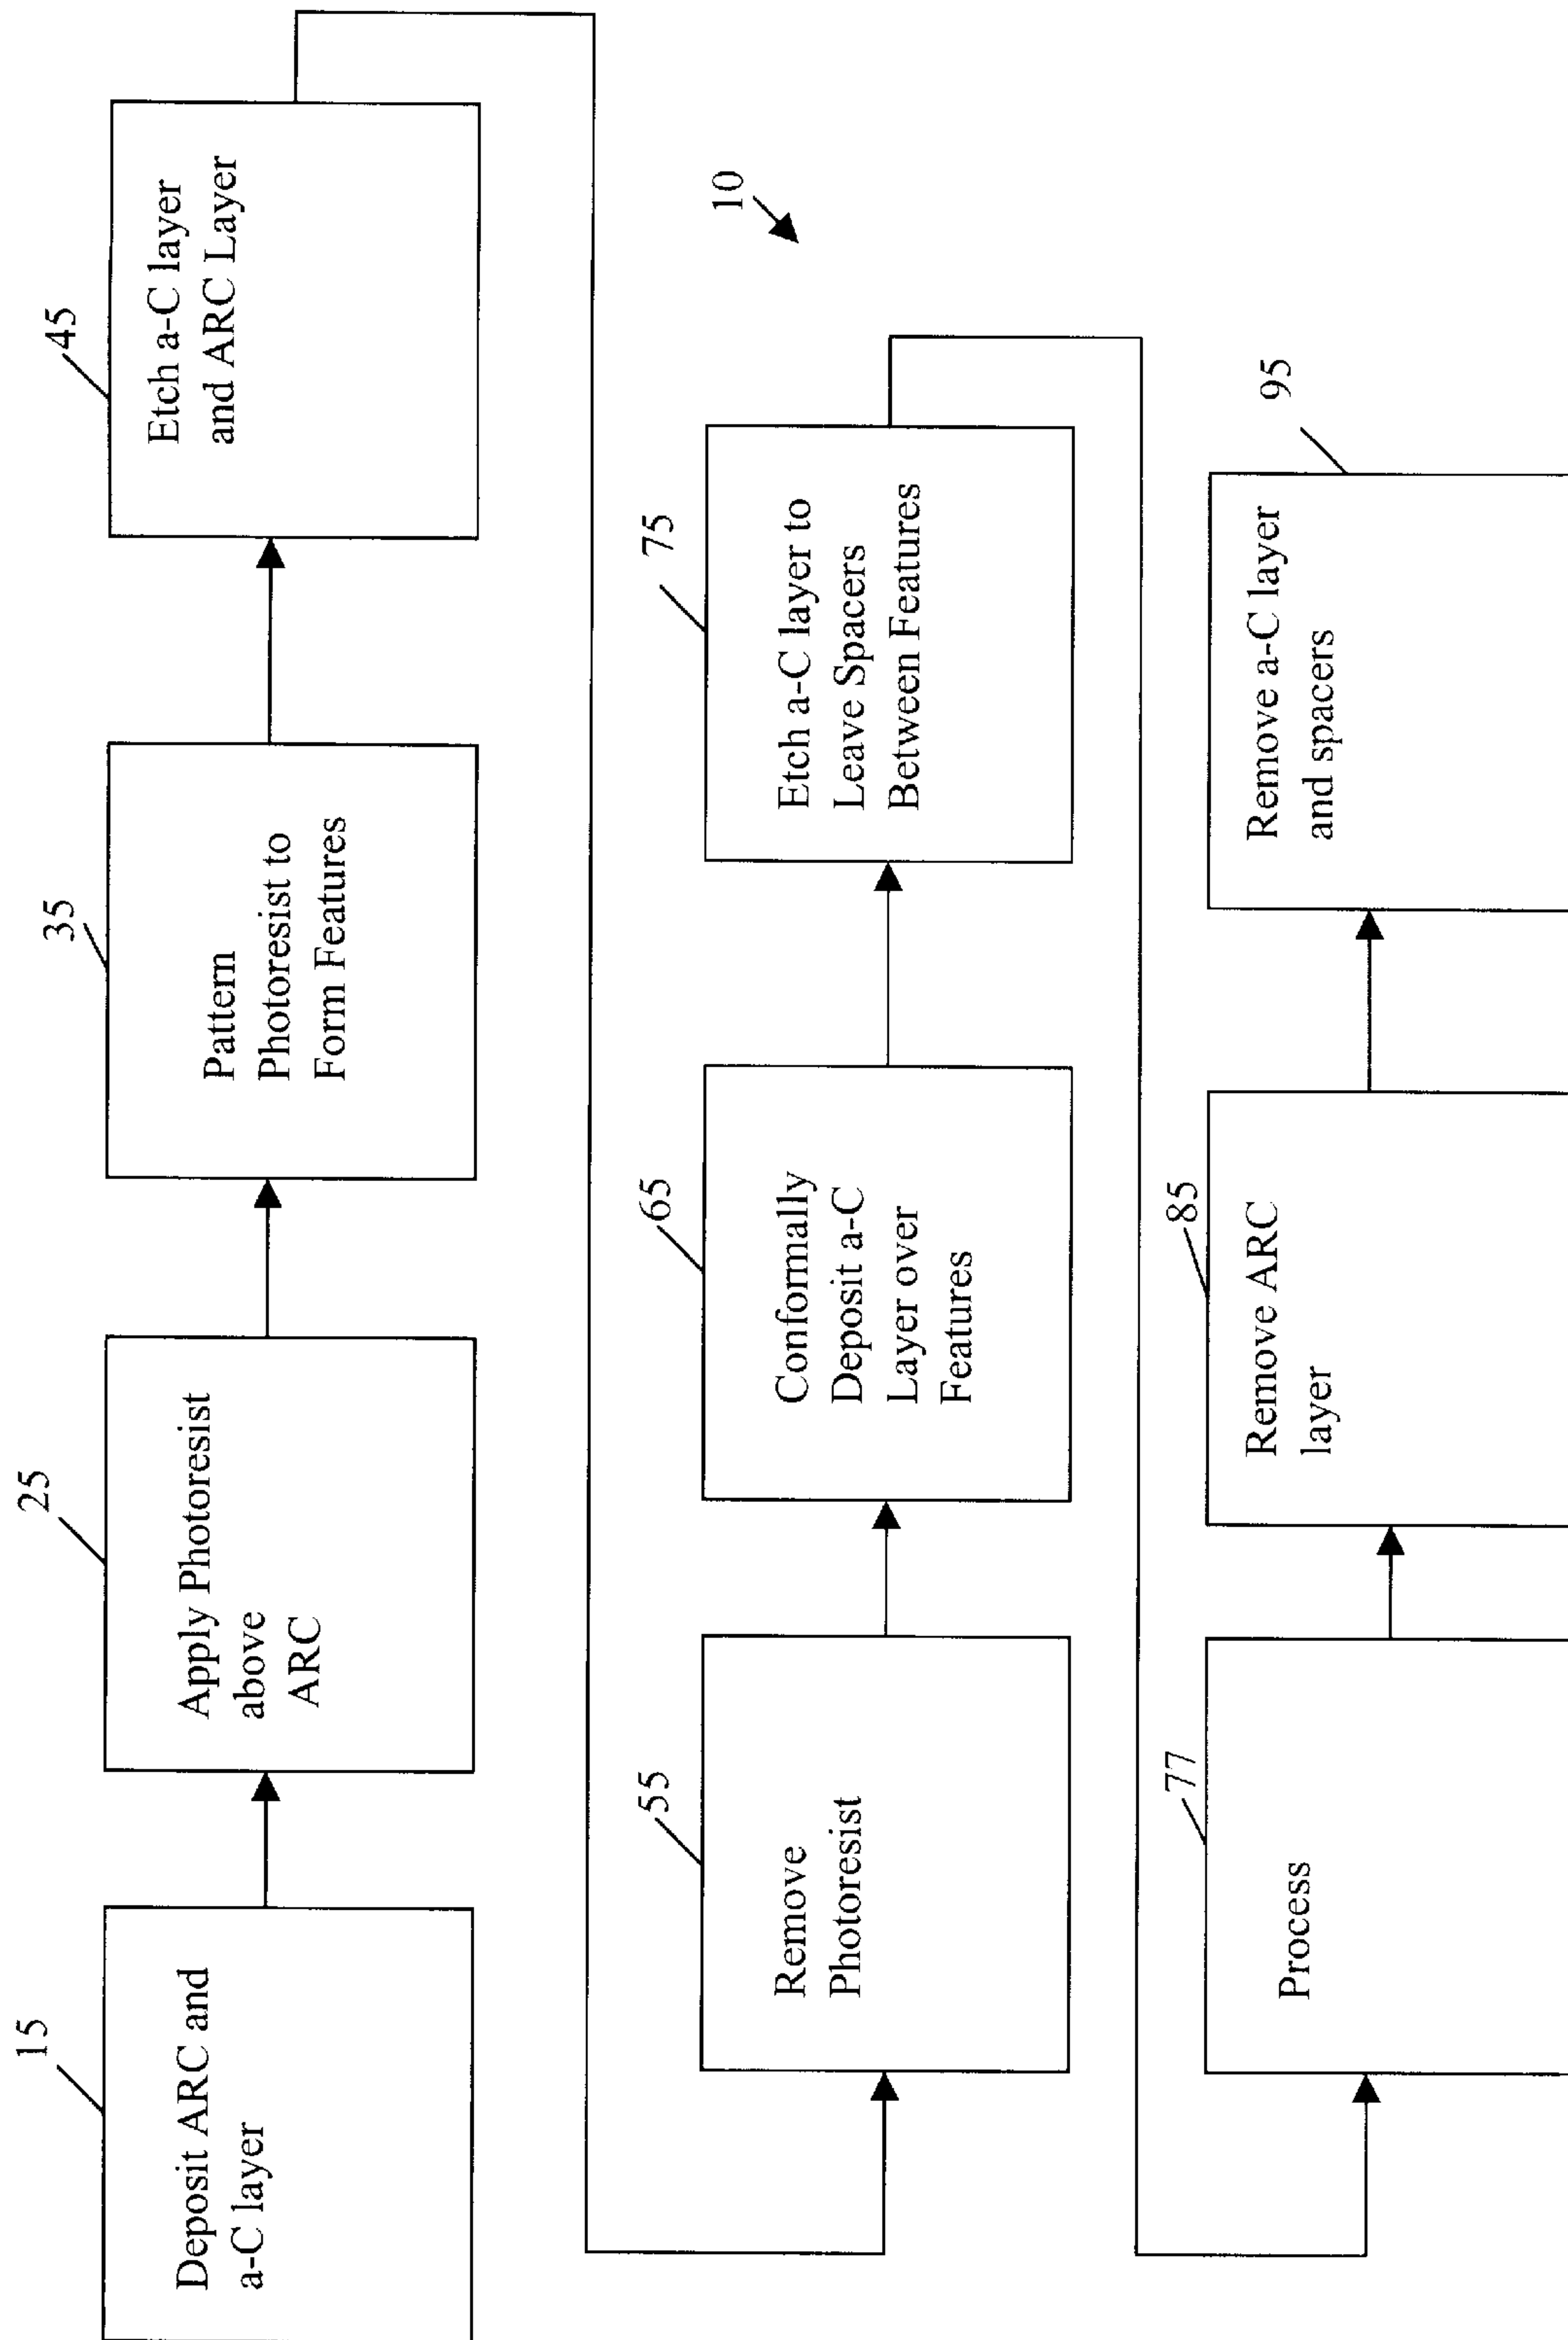 15
Deposit ARC and
a-C layer
25
Apply Photoresist
above
ARC
35
Pattern
Photoresist to
Form Features
45
Etch a-C layer
and ARC Layer
10
55
Remove
Photoresist
65
Conformally
Deposit a-C
Layer over
Features
75
Etch a-C layer to
Leave Spacers
Between Features
77
Process
85
Remove ARC
layer
95
Remove a-C layer
and spacers